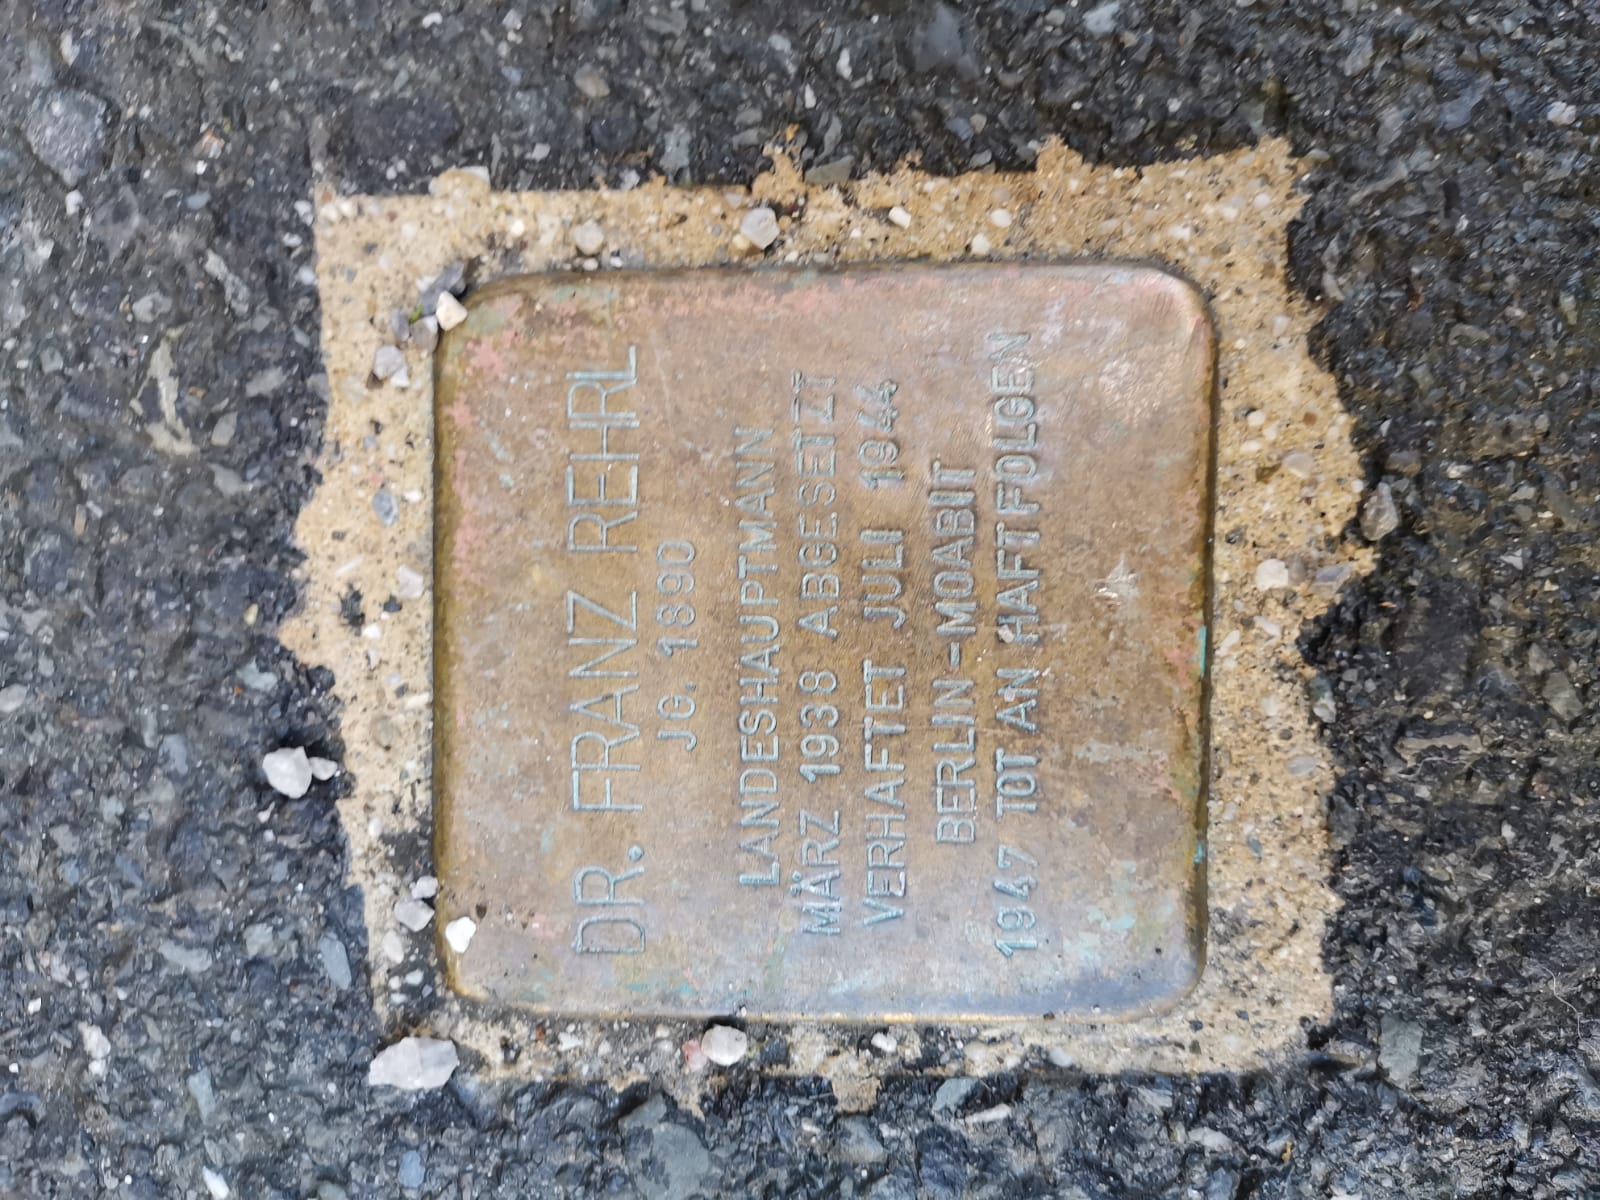 DR. FRANZ REHRL
JG. 1890
LANDESHAUPTMANN
MÄRZ 1938 ABGESETZT
VERHAFTET JULI 1944
BERLIN-MOABIT
1947 TOT AN HAFTFOLGEN